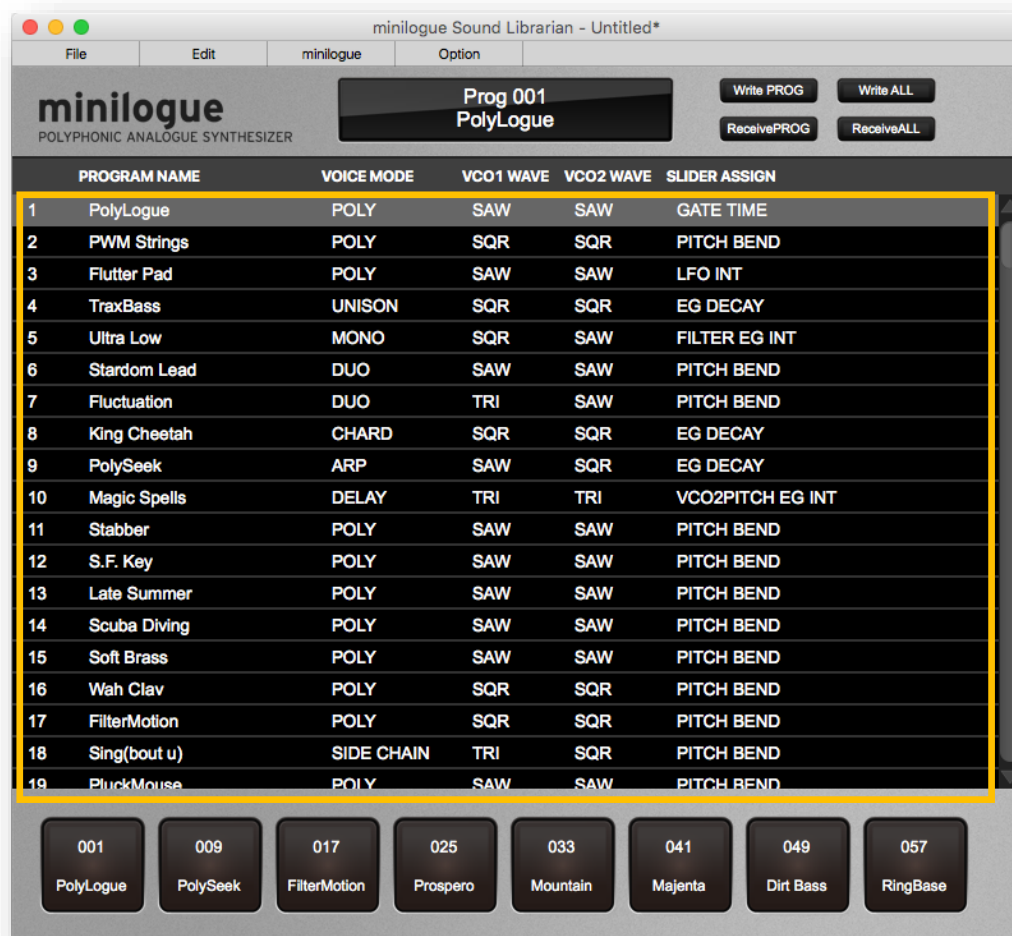 minilogue Sound Librarian - Untitled*
File Edit minilogue Option
minilogue
POLYPHONIC ANALOGUE SYNTHESIZER
Prog 001
PolyLogue
Write PROG Write ALL
ReceivePROG ReceiveALL
PROGRAM NAME VOICE MODE VCO1 WAVE VCO2 WAVE SLIDER ASSIGN
1 PolyLogue POLY SAW SAW GATE TIME
2 PWM Strings POLY SQR SQR PITCH BEND
3 Flutter Pad POLY SAW SAW LFO INT
4 TraxBass UNISON SQR SQR EG DECAY
5 Ultra Low MONO SQR SAW FILTER EG INT
6 Stardom Lead DUO SAW SAW PITCH BEND
7 Fluctuation DUO TRI SAW PITCH BEND
8 King Cheetah CHARD SQR SQR EG DECAY
9 PolySeek ARP SAW SQR EG DECAY
10 Magic Spells DELAY TRI TRI VCO2PITCH EG INT
11 Stabber POLY SAW SAW PITCH BEND
12 S.F. Key POLY SAW SAW PITCH BEND
13 Late Summer POLY SAW SAW PITCH BEND
14 Scuba Diving POLY SAW SAW PITCH BEND
15 Soft Brass POLY SAW SAW PITCH BEND
16 Wah Clav POLY SQR SQR PITCH BEND
17 FilterMotion POLY SQR SQR PITCH BEND
18 Sing(bout u) SIDE CHAIN TRI SQR PITCH BEND
19 PluckMouse POLY SAW SAW PITCH BEND
001 009 017 025 033 041 049 057
PolyLogue PolySeek FilterMotion Prospero Mountain Majenta Dirt Bass RingBase